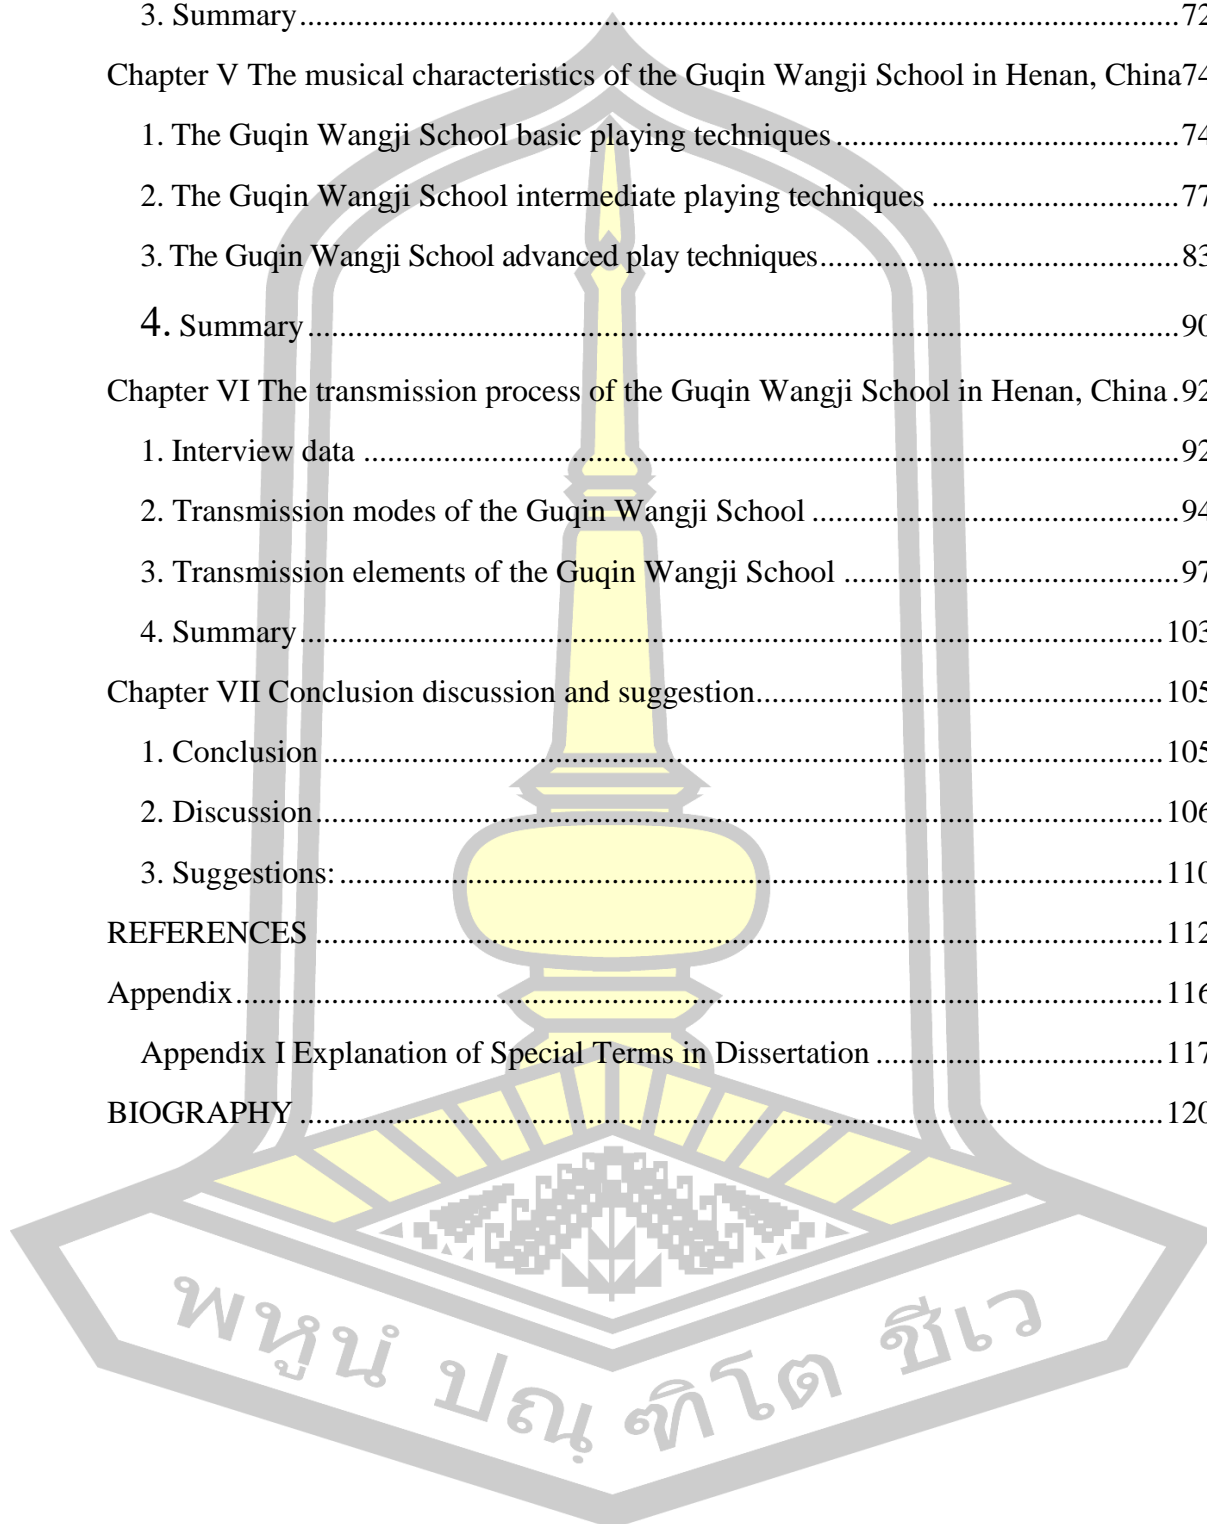 3. Summary....................72
Chapter V The musical characteristics of the Guqin Wangji School in Henan, China74
1. The Guqin Wangji School basic playing techniques....................74
2. The Guqin Wangji School intermediate playing techniques....................77
3. The Guqin Wangji School advanced play techniques....................83
4. Summary....................90
Chapter VI The transmission process of the Guqin Wangji School in Henan, China.92
1. Interview data....................92
2. Transmission modes of the Guqin Wangji School....................94
3. Transmission elements of the Guqin Wangji School....................97
4. Summary....................103
Chapter VII Conclusion discussion and suggestion....................105
1. Conclusion....................105
2. Discussion....................106
3. Suggestions:....................110
REFERENCES....................112
Appendix....................116
Appendix I Explanation of Special Terms in Dissertation....................117
BIOGRAPHY....................120
พหูนํ ปณฺฑิโต ชีเว